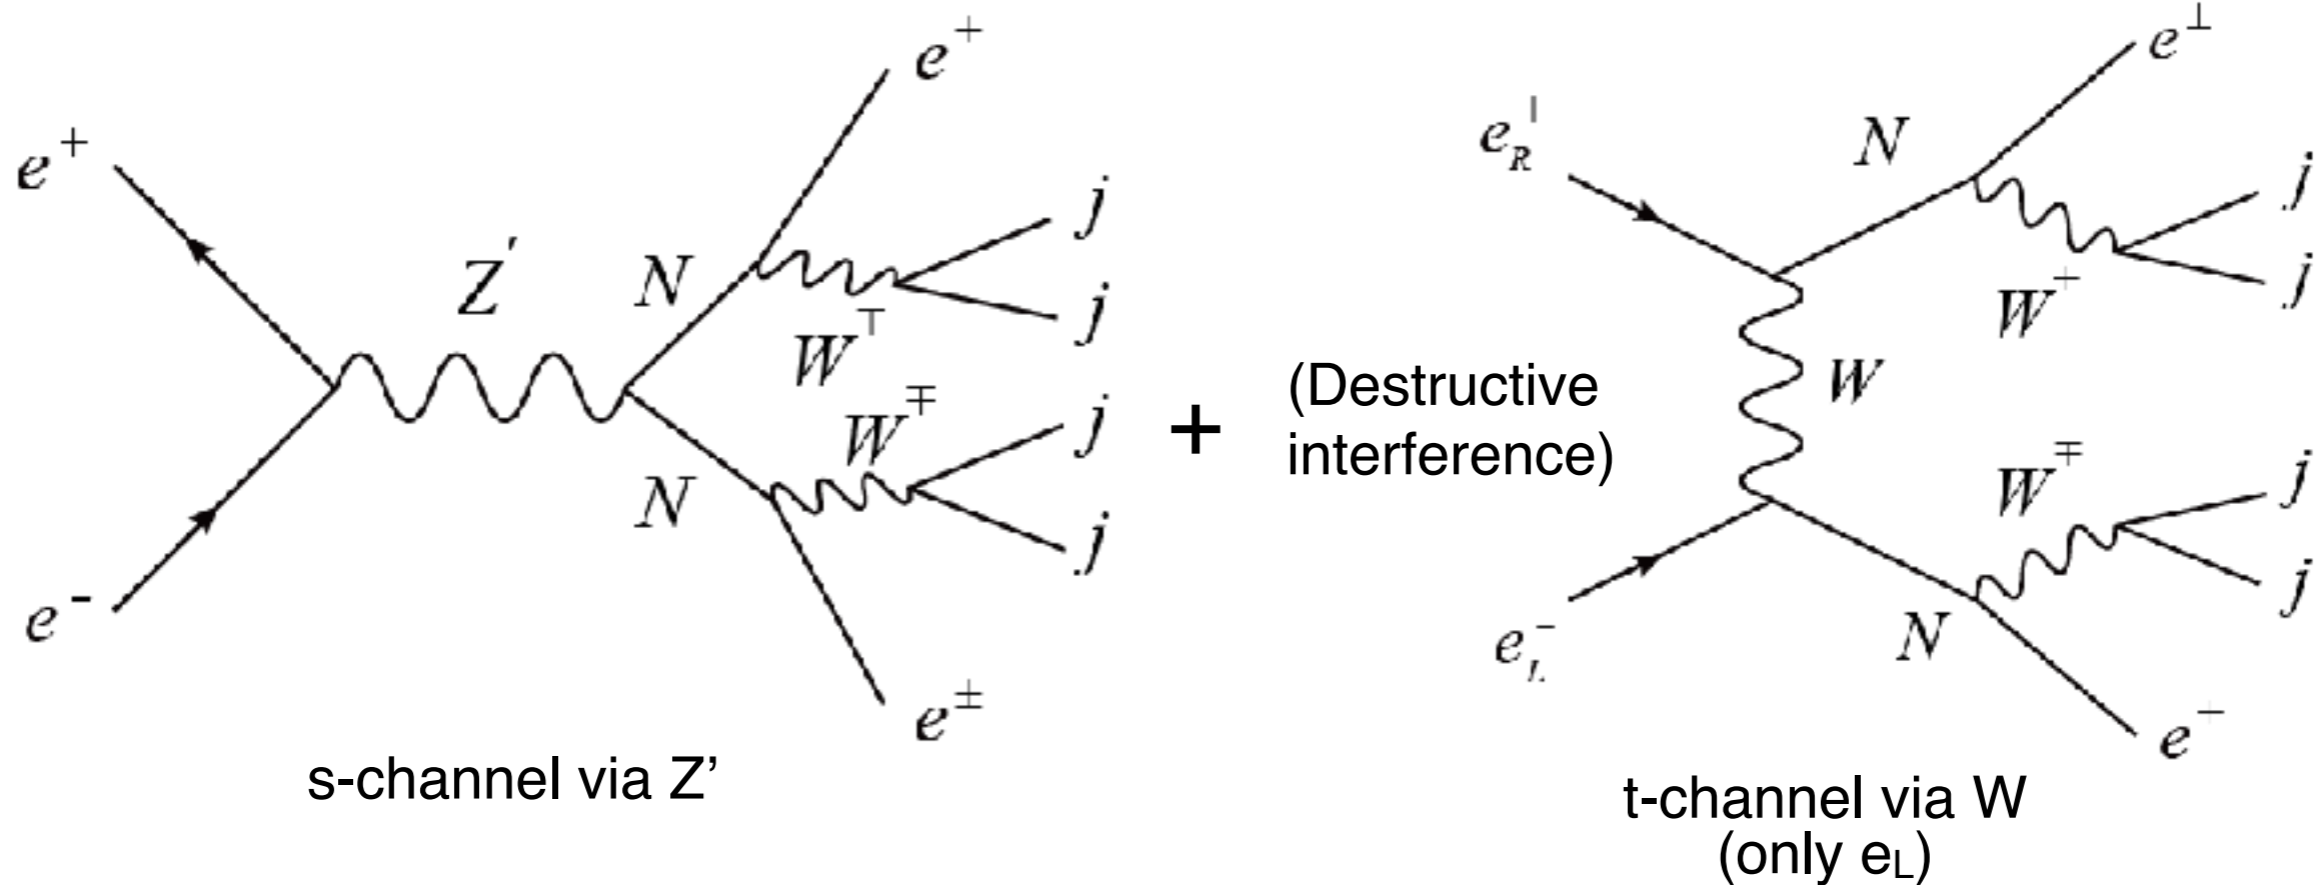 e⁺
e⁺
e⁻
Z′
N
N
W
W∓
j
j
j
j
e±
s-channel via Z’
+
(Destructive
interference)
e⊥
e_R
e_L⁻
N
N
W
W⁺
W∓
j
j
j
j
e
t-channel via W
(only e_L)